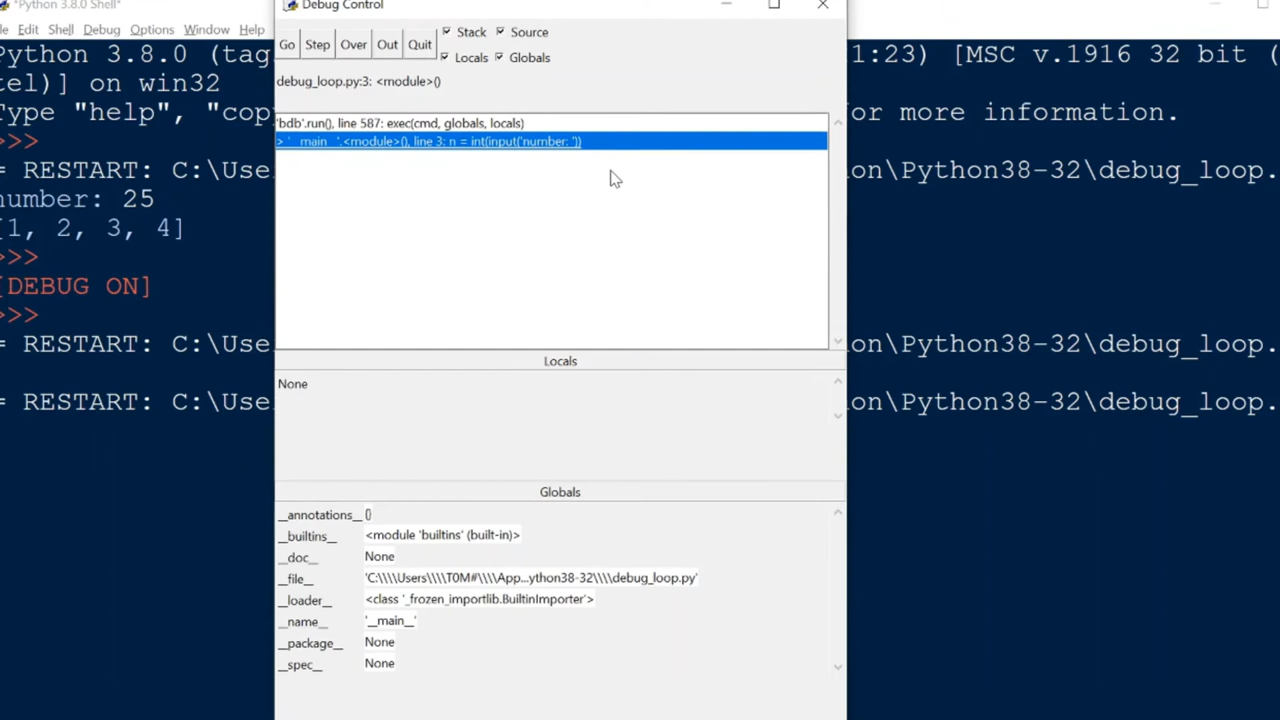 *Python 3.8.0 Shell*
Debug Control
Edit Shell Debug Options Window Help
Go Step Over Out Quit
Stack Source
Locals Globals
debug_loop.py:3: <module>()
'bdb'.run(), line 587: exec(cmd, globals, locals)
> '__main__'.<module>(), line 3: n = int(input('number: '))
Locals
None
Globals
__annotations__ {}
__builtins__ <module 'builtins' (built-in)>
__doc__ None
__file__ 'C:\\\\Users\\\\T0M#\\\\App...ython38-32\\\\debug_loop.py'
__loader__ <class '_frozen_importlib.BuiltinImporter'>
__name__ '__main__'
__package__ None
__spec__ None
Python 3.8.0 (tag 1:23) [MSC v.1916 32 bit (
tel)] on win32
Type "help", "cop for more information.
>>>
= RESTART: C:\Use on\Python38-32\debug_loop.
number: 25
[1, 2, 3, 4]
>>>
[DEBUG ON]
>>>
= RESTART: C:\Use on\Python38-32\debug_loop.
= RESTART: C:\Use on\Python38-32\debug_loop.